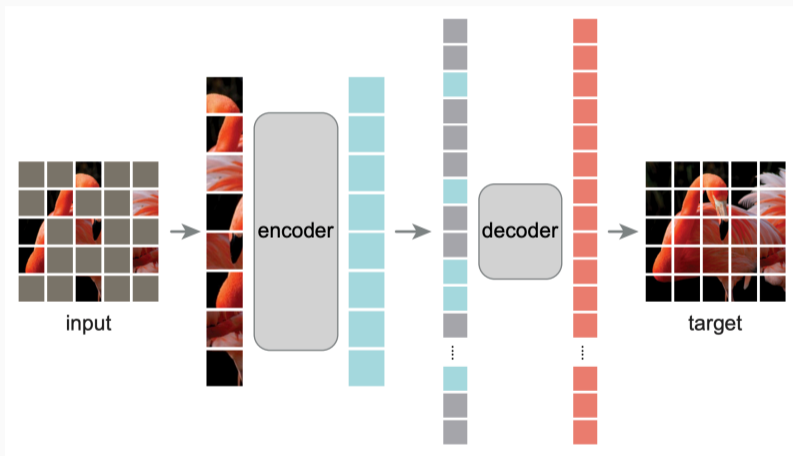 input
encoder
decoder
target